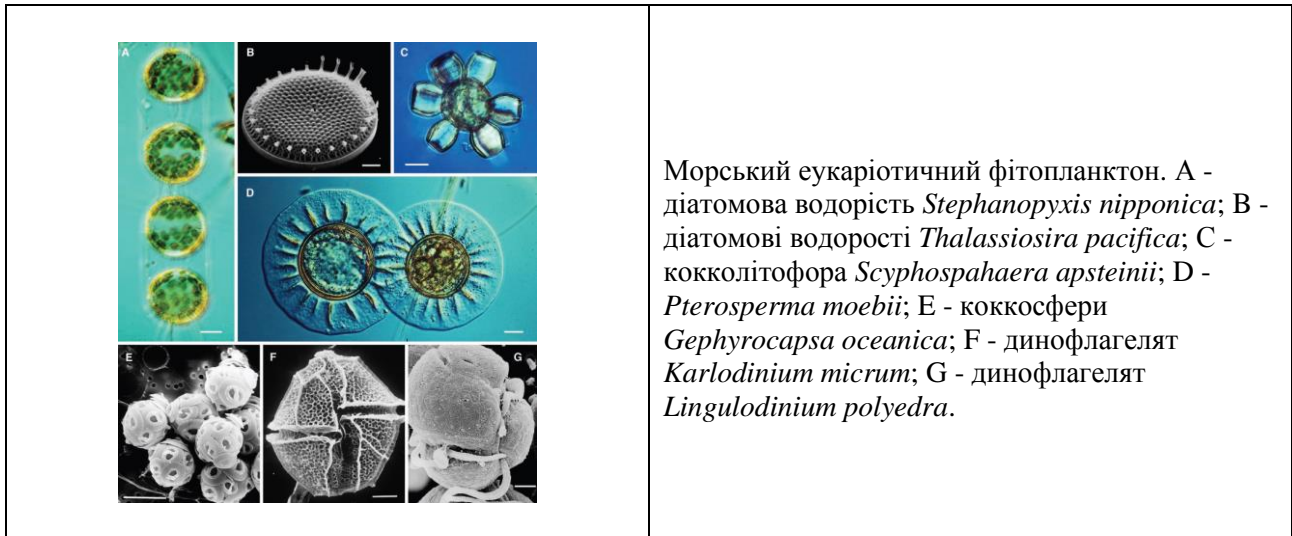 A
B
C
D
E
F
G
Морський еукаріотичний фітопланктон. А -
діатомова водорість Stephanopyxis nipponica; В -
діатомові водорості Thalassiosira pacifica; С -
кокколітофора Scyphospahaera apsteinii; D -
Pterosperma moebii; Е - коккосфери
Gephyrocapsa oceanica; F - динофлагелят
Karlodinium micrum; G - динофлагелят
Lingulodinium polyedra.